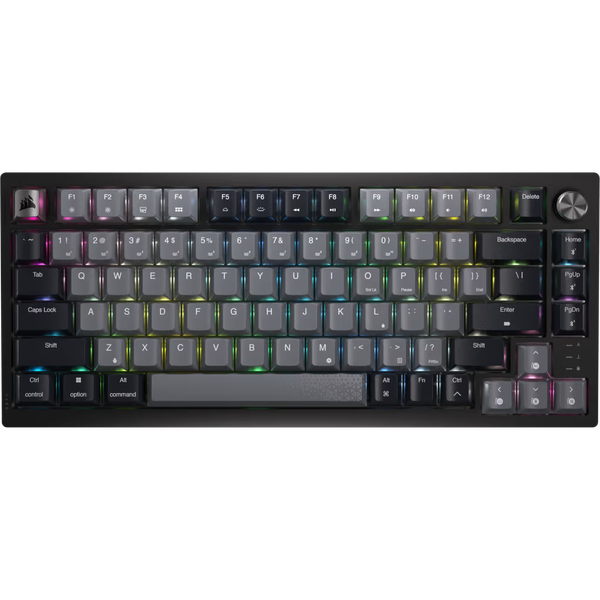 F1 F2 F3 F4 F5 F6 F7 F8 F9 F10 F11 F12 Delete
1 ! 2 @ 3 # 4 $ 5 % 6 ^ 7 & 8 * 9 ( 0 ) - = + Backspace Home
Tab Q W E R T Y U I O P [ { ] } \ | PgUp
Caps Lock A S D F G H J K L ; : Enter PgDn
Shift Z X C V B N M , < . > / ? Shift
Ctrl Alt Alt Fn Ctrl
control option command ⌘